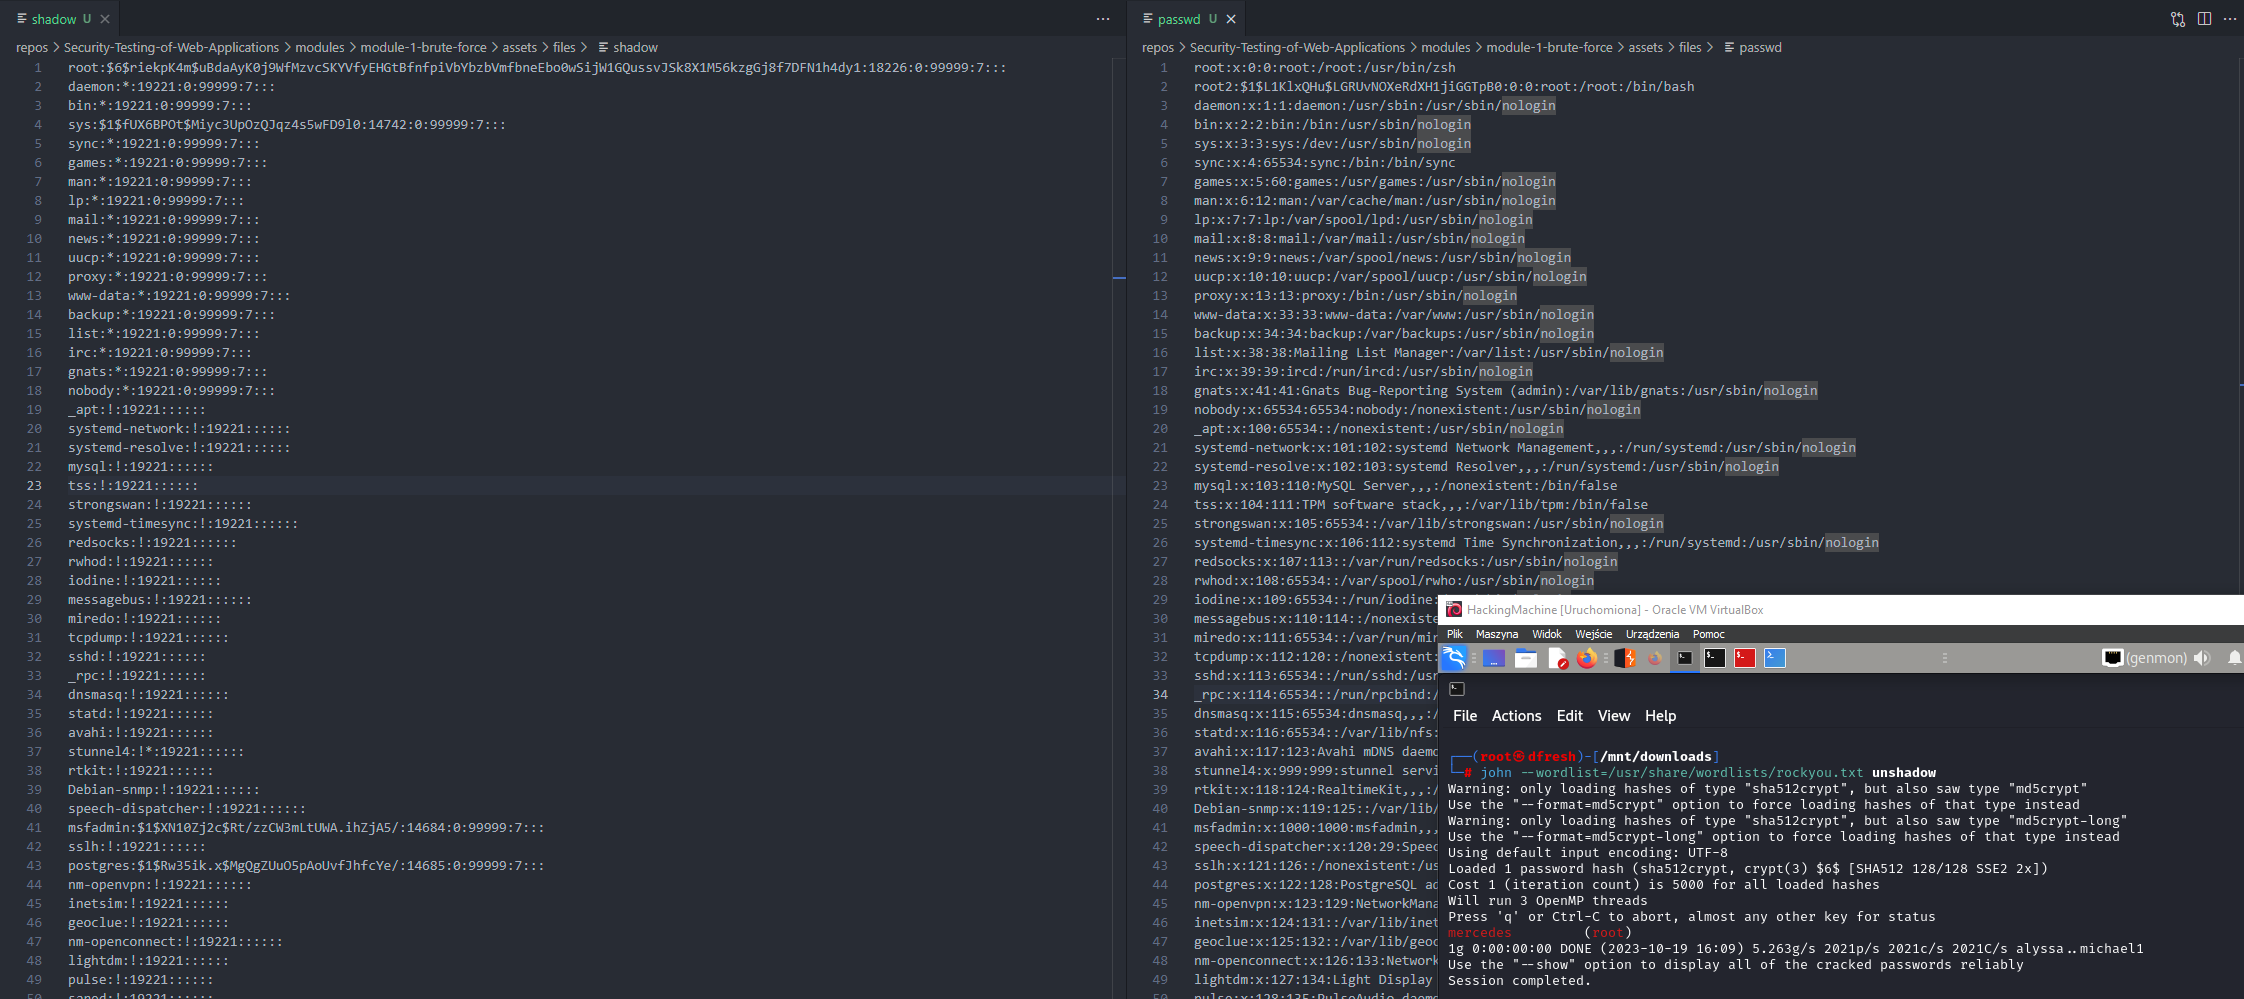 shadow U
repos > Security-Testing-of-Web-Applications > modules > module-1-brute-force > assets > files > shadow
1 root:$6$riekpK4m$uBdaAyK0j9WfMzvcSKYVfyEHGtBfnfpiVbYbzbVmfbneEbo0wSijW1GQussvJSk8X1M56kzgGj8f7DFN1h4dy1:18226:0:99999:7:::
2 daemon:*:19221:0:99999:7:::
3 bin:*:19221:0:99999:7:::
4 sys:$1$fUX6BPOt$Miyc3UpOzQJqz4s5wFD9l0:14742:0:99999:7:::
5 sync:*:19221:0:99999:7:::
6 games:*:19221:0:99999:7:::
7 man:*:19221:0:99999:7:::
8 lp:*:19221:0:99999:7:::
9 mail:*:19221:0:99999:7:::
10 news:*:19221:0:99999:7:::
11 uucp:*:19221:0:99999:7:::
12 proxy:*:19221:0:99999:7:::
13 www-data:*:19221:0:99999:7:::
14 backup:*:19221:0:99999:7:::
15 list:*:19221:0:99999:7:::
16 irc:*:19221:0:99999:7:::
17 gnats:*:19221:0:99999:7:::
18 nobody:*:19221:0:99999:7:::
19 _apt:!:19221::::::
20 systemd-network:!:19221::::::
21 systemd-resolve:!:19221::::::
22 mysql:!:19221::::::
23 tss:!:19221::::::
24 strongswan:!:19221::::::
25 systemd-timesync:!:19221::::::
26 redsocks:!:19221::::::
27 rwhod:!:19221::::::
28 iodine:!:19221::::::
29 messagebus:!:19221::::::
30 miredo:!:19221::::::
31 tcpdump:!:19221::::::
32 sshd:!:19221::::::
33 _rpc:!:19221::::::
34 dnsmasq:!:19221::::::
35 statd:!:19221::::::
36 avahi:!:19221::::::
37 stunnel4:!*:19221::::::
38 rtkit:!:19221::::::
39 Debian-snmp:!:19221::::::
40 speech-dispatcher:!:19221::::::
41 msfadmin:$1$XN10Zj2c$Rt/zzCW3mLtUWA.ihZjA5/:14684:0:99999:7:::
42 sslh:!:19221::::::
43 postgres:$1$Rw35ik.x$MgQgZUuO5pAoUvfJhfcYe/:14685:0:99999:7:::
44 nm-openvpn:!:19221::::::
45 inetsim:!:19221::::::
46 geoclue:!:19221::::::
47 nm-openconnect:!:19221::::::
48 lightdm:!:19221::::::
49 pulse:!:19221::::::
50 saned:!:19221::::::
passwd U
repos > Security-Testing-of-Web-Applications > modules > module-1-brute-force > assets > files > passwd
1 root:x:0:0:root:/root:/usr/bin/zsh
2 root2:$1$L1KlxQHu$LGRUvNOXeRdXH1jiGGTpB0:0:0:root:/root:/bin/bash
3 daemon:x:1:1:daemon:/usr/sbin:/usr/sbin/nologin
4 bin:x:2:2:bin:/bin:/usr/sbin/nologin
5 sys:x:3:3:sys:/dev:/usr/sbin/nologin
6 sync:x:4:65534:sync:/bin:/bin/sync
7 games:x:5:60:games:/usr/games:/usr/sbin/nologin
8 man:x:6:12:man:/var/cache/man:/usr/sbin/nologin
9 lp:x:7:7:lp:/var/spool/lpd:/usr/sbin/nologin
10 mail:x:8:8:mail:/var/mail:/usr/sbin/nologin
11 news:x:9:9:news:/var/spool/news:/usr/sbin/nologin
12 uucp:x:10:10:uucp:/var/spool/uucp:/usr/sbin/nologin
13 proxy:x:13:13:proxy:/bin:/usr/sbin/nologin
14 www-data:x:33:33:www-data:/var/www:/usr/sbin/nologin
15 backup:x:34:34:backup:/var/backups:/usr/sbin/nologin
16 list:x:38:38:Mailing List Manager:/var/list:/usr/sbin/nologin
17 irc:x:39:39:ircd:/run/ircd:/usr/sbin/nologin
18 gnats:x:41:41:Gnats Bug-Reporting System (admin):/var/lib/gnats:/usr/sbin/nologin
19 nobody:x:65534:65534:nobody:/nonexistent:/usr/sbin/nologin
20 _apt:x:100:65534::/nonexistent:/usr/sbin/nologin
21 systemd-network:x:101:102:systemd Network Management,,,:/run/systemd:/usr/sbin/nologin
22 systemd-resolve:x:102:103:systemd Resolver,,,:/run/systemd:/usr/sbin/nologin
23 mysql:x:103:110:MySQL Server,,,:/nonexistent:/bin/false
24 tss:x:104:111:TPM software stack,,,:/var/lib/tpm:/bin/false
25 strongswan:x:105:65534::/var/lib/strongswan:/usr/sbin/nologin
26 systemd-timesync:x:106:112:systemd Time Synchronization,,,:/run/systemd:/usr/sbin/nologin
27 redsocks:x:107:113::/var/run/redsocks:/usr/sbin/nologin
28 rwhod:x:108:65534::/var/spool/rwho:/usr/sbin/nologin
29 iodine:x:109:65534::/run/iodine:
30 messagebus:x:110:114::/nonexiste
31 miredo:x:111:65534::/var/run/mir
32 tcpdump:x:112:120::/nonexistent:
33 sshd:x:113:65534::/run/sshd:/usr
34 _rpc:x:114:65534::/run/rpcbind:/
35 dnsmasq:x:115:65534:dnsmasq,,,:/
36 statd:x:116:65534::/var/lib/nfs:
37 avahi:x:117:123:Avahi mDNS daemo
38 stunnel4:x:999:999:stunnel servi
39 rtkit:x:118:124:RealtimeKit,,,:/
40 Debian-snmp:x:119:125::/var/lib/
41 msfadmin:x:1000:1000:msfadmin,,,
42 speech-dispatcher:x:120:29:Speec
43 sslh:x:121:126::/nonexistent:/us
44 postgres:x:122:128:PostgreSQL ad
45 nm-openvpn:x:123:129:NetworkMana
46 inetsim:x:124:131::/var/lib/inet
47 geoclue:x:125:132::/var/lib/geoc
48 nm-openconnect:x:126:133:Network
49 lightdm:x:127:134:Light Display
50 pulse:x:128:135:PulseAudio daemo
HackingMachine [Uruchomiona] - Oracle VM VirtualBox
Plik Maszyna Widok Wejście Urządzenia Pomoc
(genmon)
File Actions Edit View Help
┌──(root㉿dfresh)-[/mnt/downloads]
└─# john --wordlist=/usr/share/wordlists/rockyou.txt unshadow
Warning: only loading hashes of type "sha512crypt", but also saw type "md5crypt"
Use the "--format=md5crypt" option to force loading hashes of that type instead
Warning: only loading hashes of type "sha512crypt", but also saw type "md5crypt-long"
Use the "--format=md5crypt-long" option to force loading hashes of that type instead
Using default input encoding: UTF-8
Loaded 1 password hash (sha512crypt, crypt(3) $6$ [SHA512 128/128 SSE2 2x])
Cost 1 (iteration count) is 5000 for all loaded hashes
Will run 3 OpenMP threads
Press 'q' or Ctrl-C to abort, almost any other key for status
mercedes (root)
1g 0:00:00:00 DONE (2023-10-19 16:09) 5.263g/s 2021p/s 2021c/s 2021C/s alyssa..michael1
Use the "--show" option to display all of the cracked passwords reliably
Session completed.